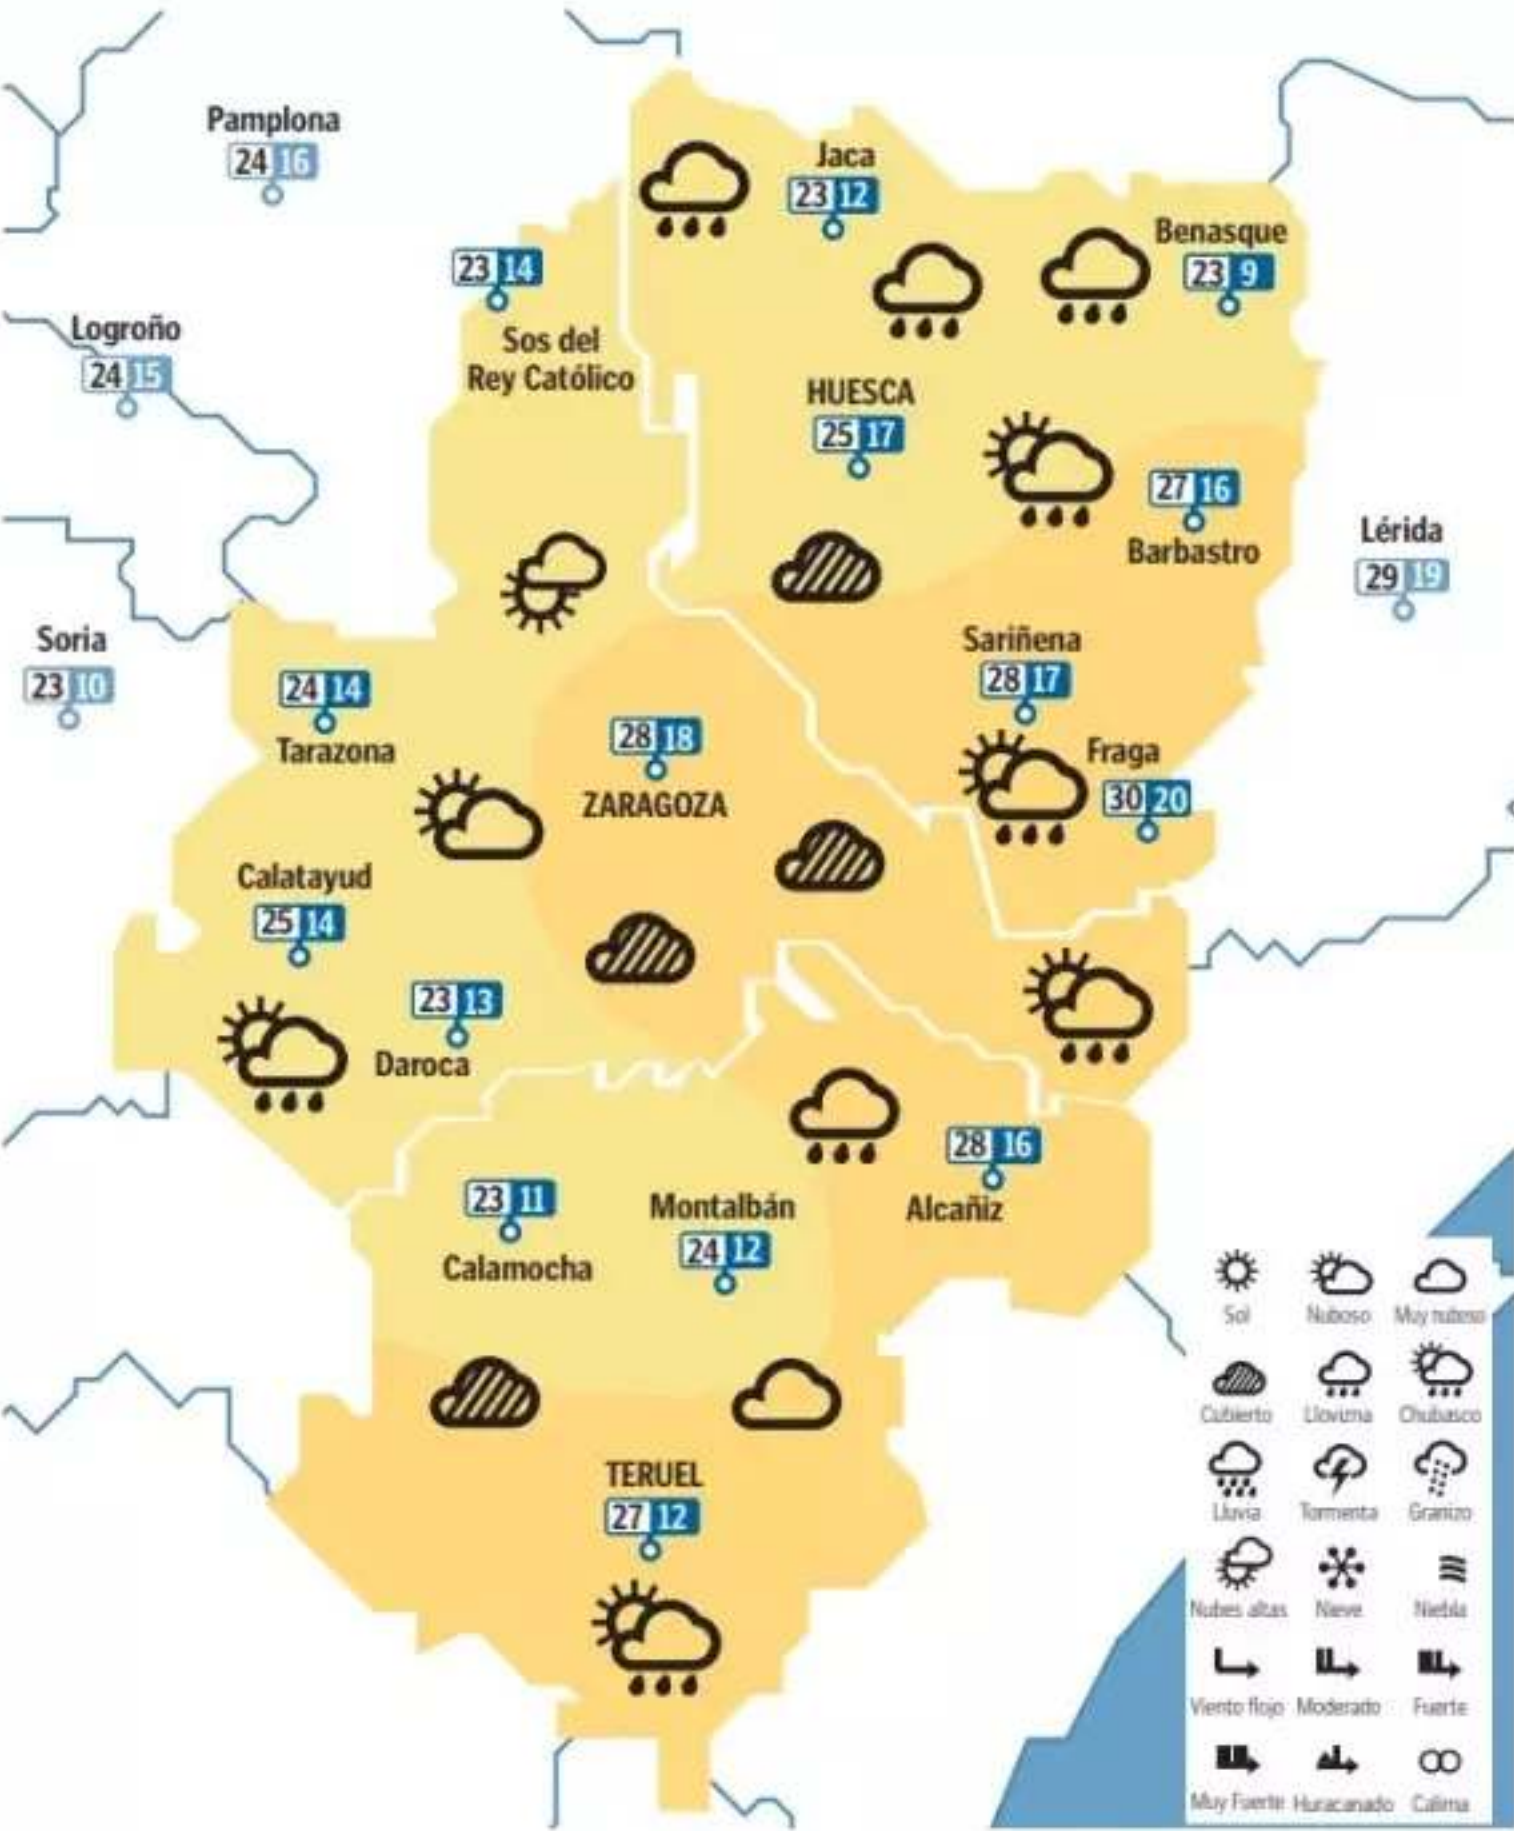 Pamplona
24 16
Jaca
23 12
Benasque
23 9
23 14
Sos del
Rey Católico
Logroño
24 15
HUESCA
25 17
27 16
Barbastro
Lérida
29 19
Soria
23 10
Sariñena
28 17
24 14
Tarazona
28 18
ZARAGOZA
Fraga
30 20
Calatayud
25 14
23 13
Daroca
28 16
Alcañiz
23 11
Calamocha
Montalbán
24 12
TERUEL
27 12
Sol Nuboso Muy nuboso
Cubierto Llovizna Chubasco
Lluvia Tormenta Granizo
Nubes altas Nieve Niebla
Viento flojo Moderado Fuerte
Muy Fuerte Huracanado Calima